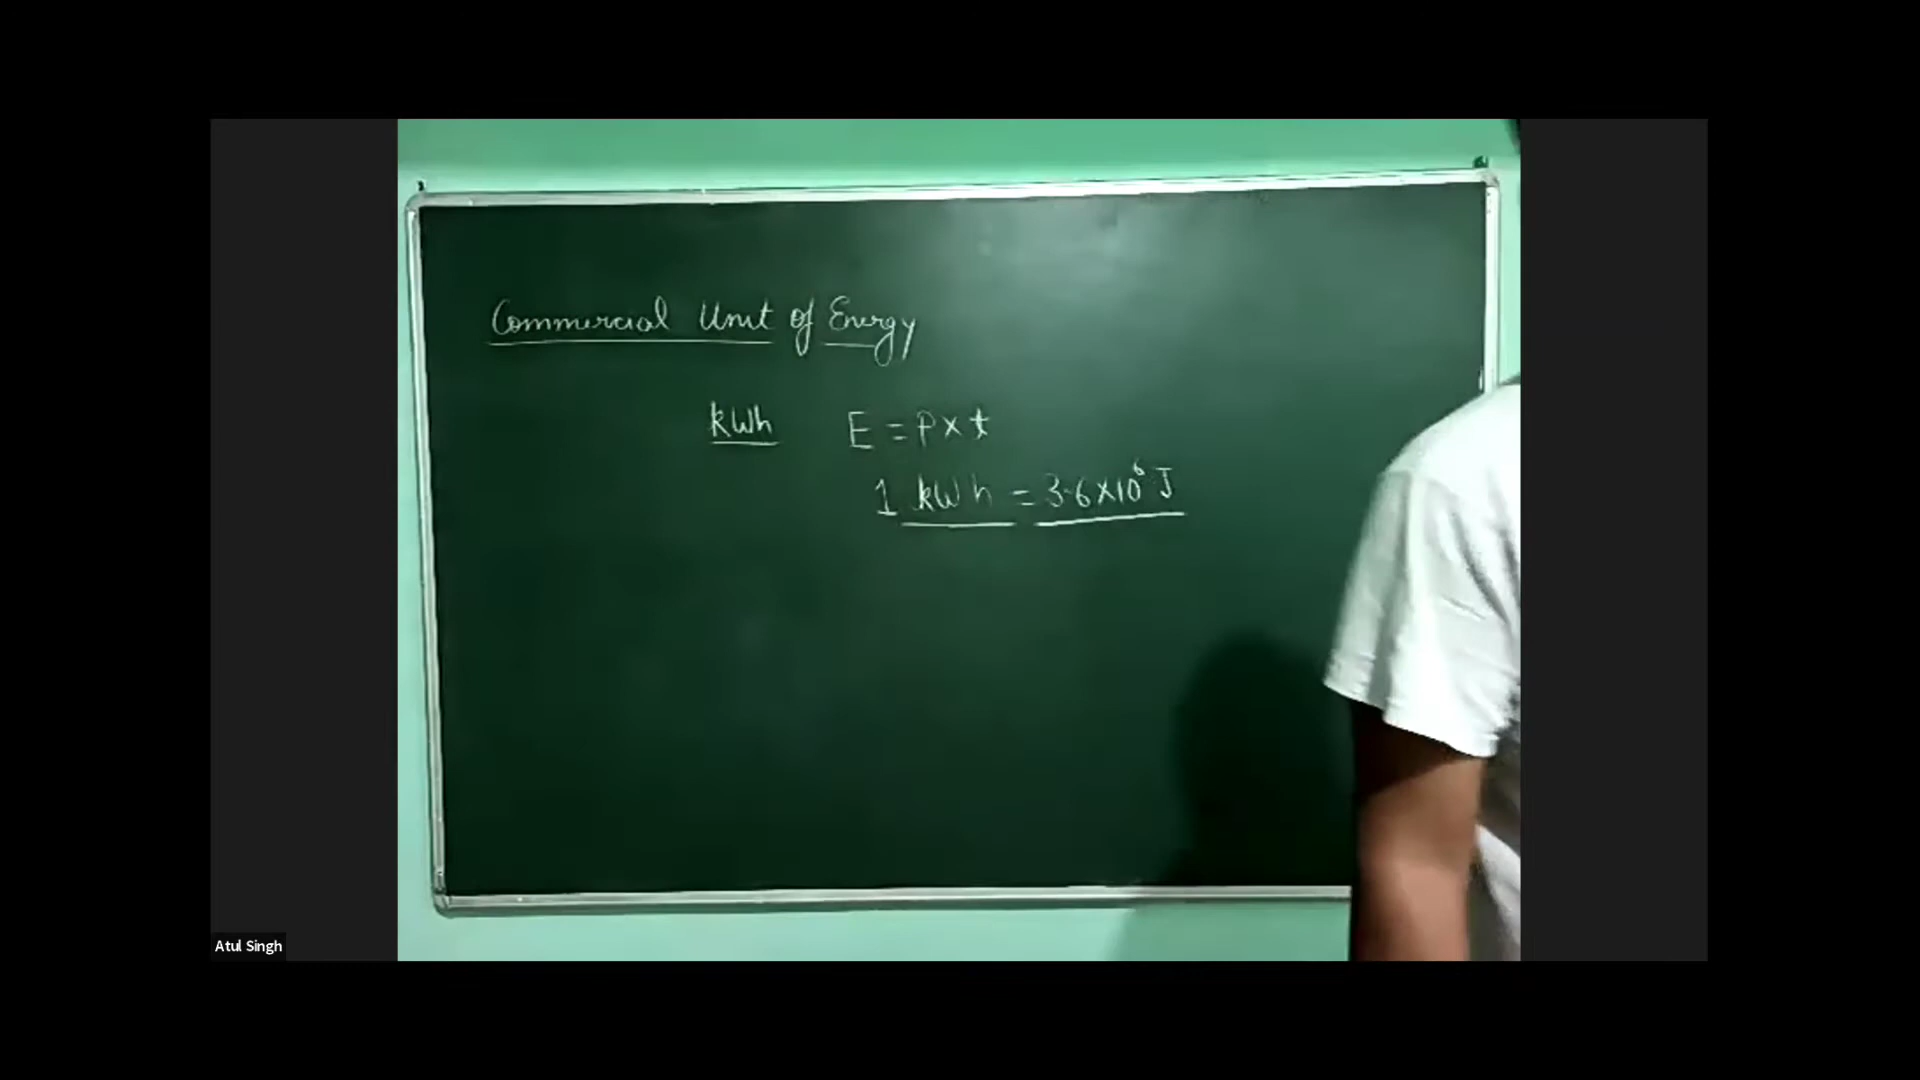 Commercial Unit of Energy
kWh E = P × t
1 kWh = 3.6 × 10⁶ J
Atul Singh